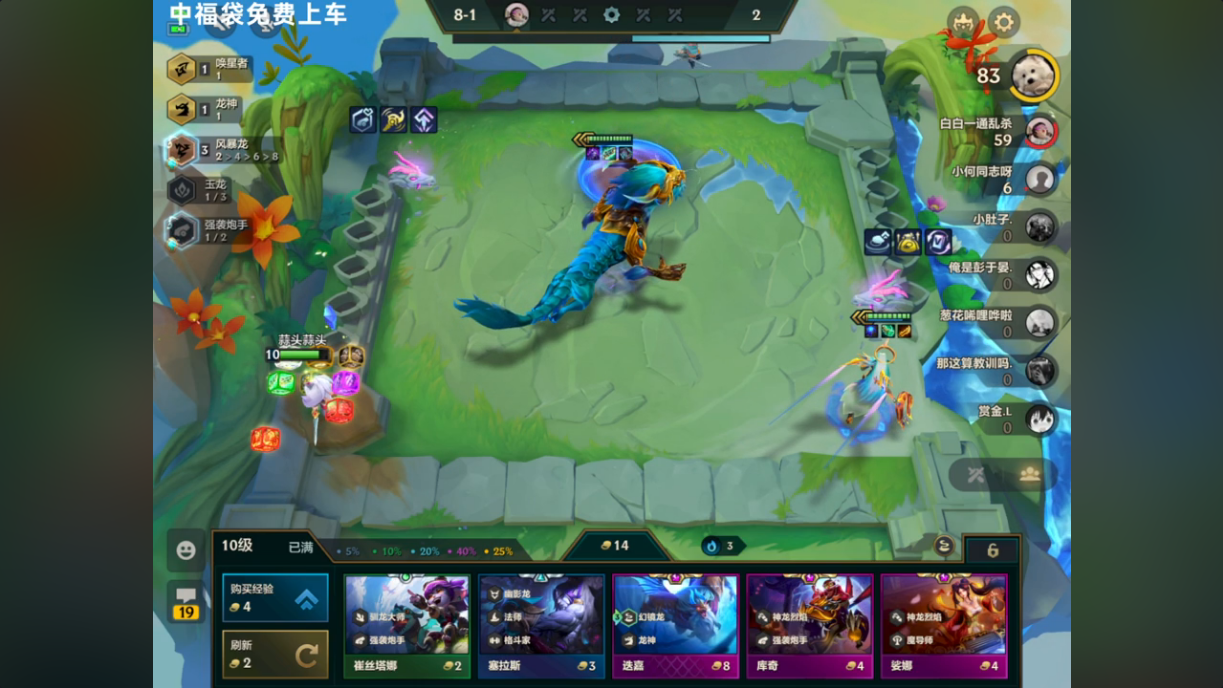 中福袋免费上车
8-1
2
1 唤星者
1
1 龙神
1
3 风暴龙
2 > 4 > 6 > 8
玉龙
1 / 3
强袭炮手
1 / 2
83
白白一通乱杀
59
小何同志呀
6
小肚子.
0
俺是彭于晏.
0
葱花唏哩哗啦
0
那这算教训吗.
0
赏金.L
0
蒜头蒜头
10
10级
已满
5%
10%
20%
40%
25%
14
3
6
19
购买经验
4
刷新
2
驯龙大师
强袭炮手
崔丝塔娜
2
幽影龙
法师
格斗家
塞拉斯
3
幻镜龙
龙神
迭嘉
8
神龙烈焰
强袭炮手
库奇
4
神龙烈焰
魔导师
娑娜
4